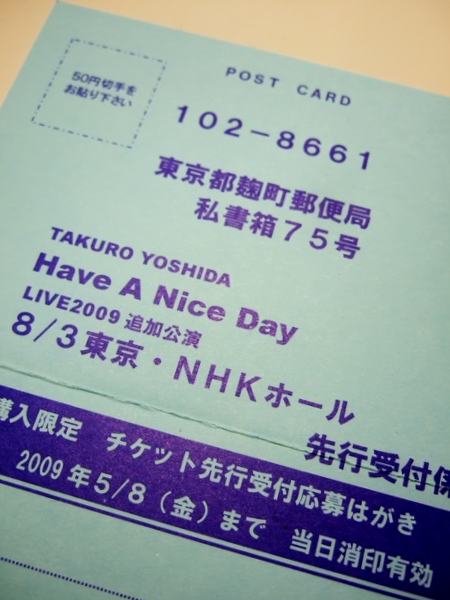 50円切手を
お貼り下さい
POST CARD
102-8661
東京都麹町郵便局
私書箱75号
TAKURO YOSHIDA
Have A Nice Day
LIVE2009 追加公演
8/3東京・NHKホール
先行受付係
購入限定 チケット先行受付応募はがき
2009年5/8(金)まで 当日消印有効